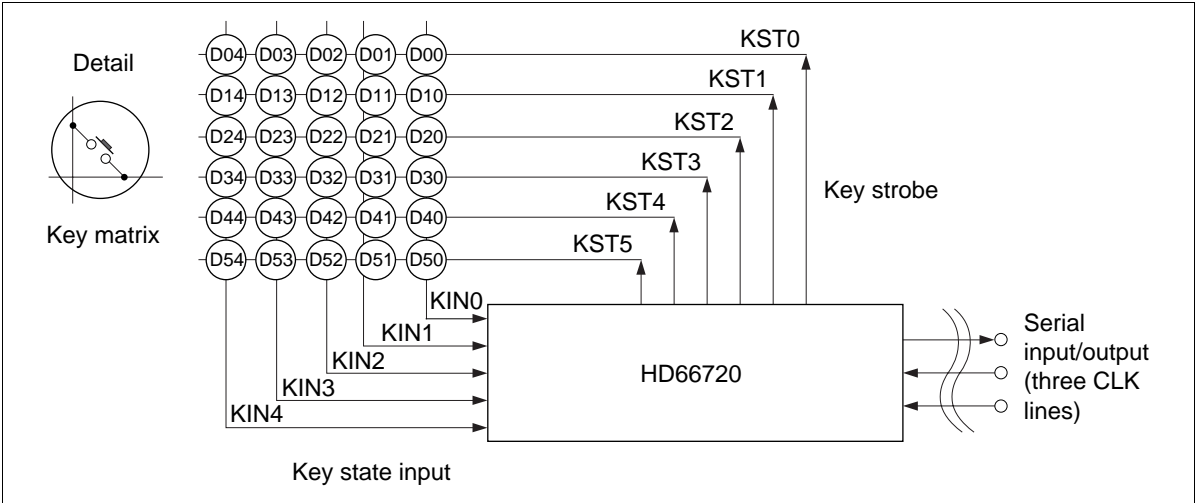 Detail
Key matrix
D04 D03 D02 D01 D00
D14 D13 D12 D11 D10
D24 D23 D22 D21 D20
D34 D33 D32 D31 D30
D44 D43 D42 D41 D40
D54 D53 D52 D51 D50
KST0
KST1
KST2
KST3
KST4
KST5
Key strobe
KIN0
KIN1
KIN2
KIN3
KIN4
Key state input
HD66720
Serial
input/output
(three CLK
lines)